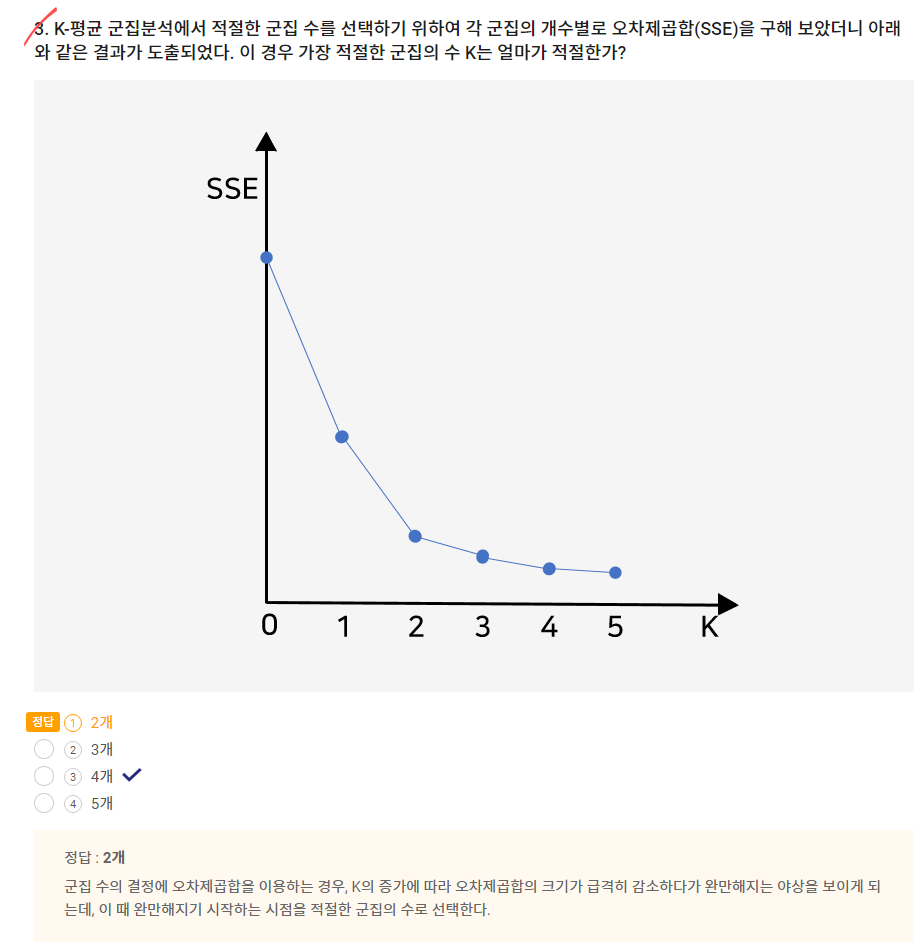 3. K-평균 군집분석에서 적절한 군집 수를 선택하기 위하여 각 군집의 개수별로 오차제곱합(SSE)을 구해 보았더니 아래
와 같은 결과가 도출되었다. 이 경우 가장 적절한 군집의 수 K는 얼마가 적절한가?
SSE
0 1 2 3 4 5 K
정답 1 2개
2 3개
3 4개
4 5개
정답 : 2개
군집 수의 결정에 오차제곱합을 이용하는 경우, K의 증가에 따라 오차제곱합의 크기가 급격히 감소하다가 완만해지는 야상을 보이게 되
는데, 이 때 완만해지기 시작하는 시점을 적절한 군집의 수로 선택한다.